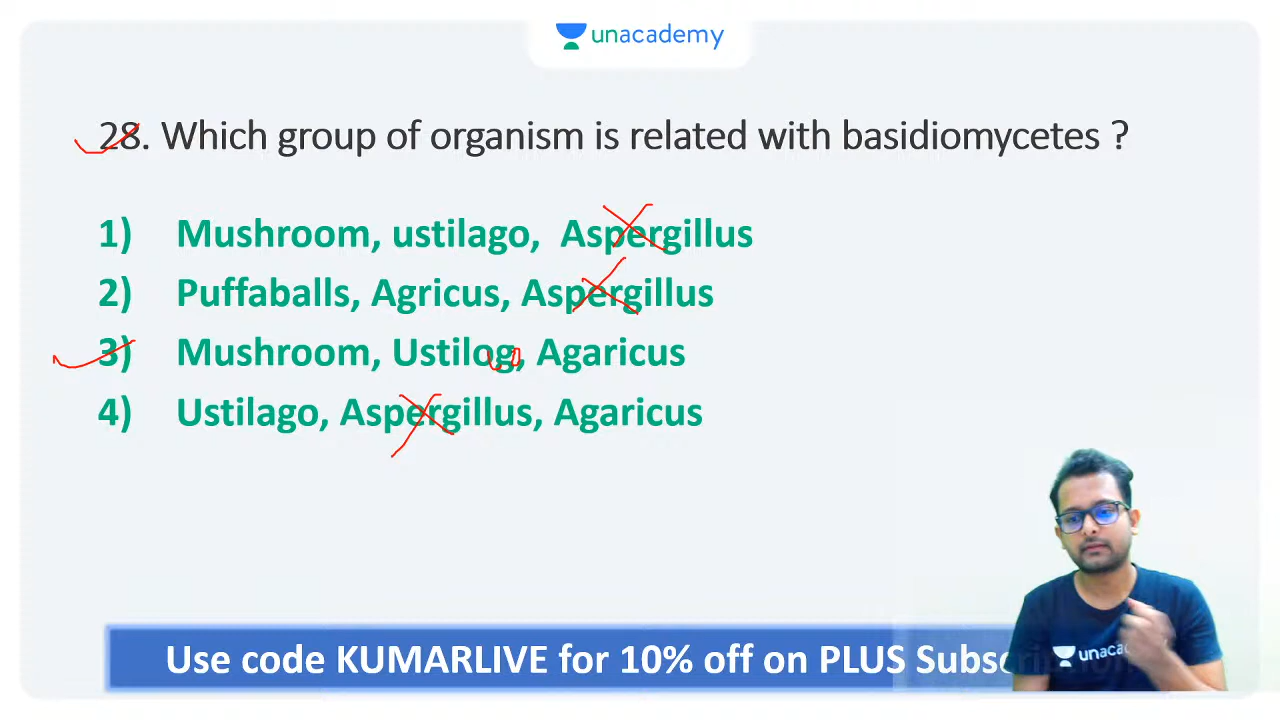 unacademy
28. Which group of organism is related with basidiomycetes ?
1) Mushroom, ustilago, Aspergillus
2) Puffaballs, Agricus, Aspergillus
3) Mushroom, Ustilog, Agaricus
4) Ustilago, Aspergillus, Agaricus
Use code KUMARLIVE for 10% off on PLUS